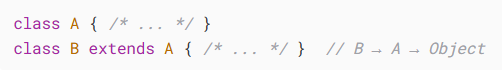 class A { /* ... */ }
class B extends A { /* ... */ }  // B → A → Object